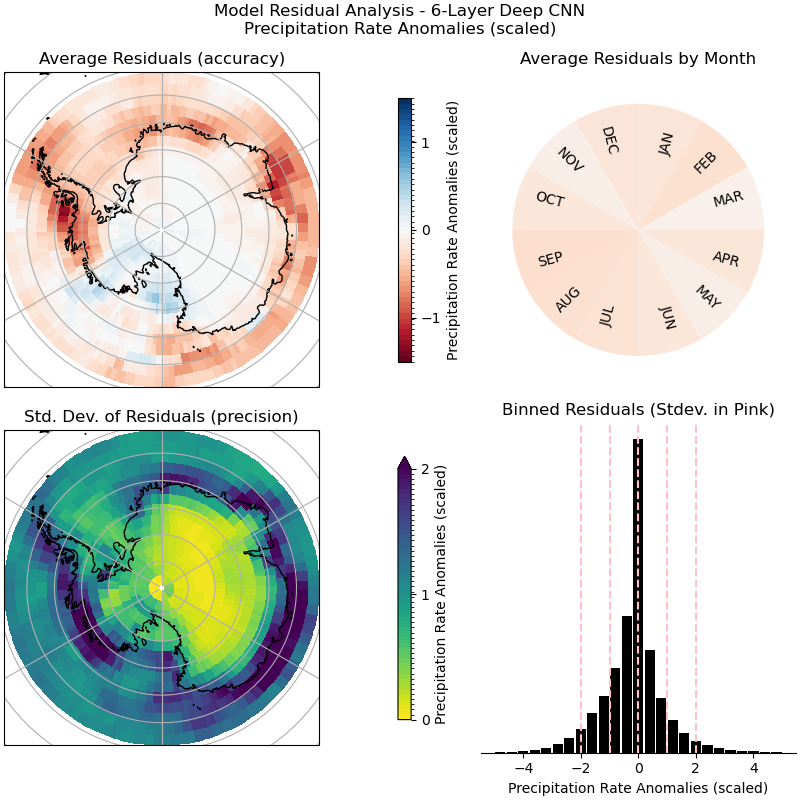 Model Residual Analysis - 6-Layer Deep CNN
Precipitation Rate Anomalies (scaled)
Average Residuals (accuracy)
1
0
−1
Precipitation Rate Anomalies (scaled)
Average Residuals by Month
JAN
FEB
MAR
APR
MAY
JUN
JUL
AUG
SEP
OCT
NOV
DEC
Std. Dev. of Residuals (precision)
2
1
0
Precipitation Rate Anomalies (scaled)
Binned Residuals (Stdev. in Pink)
−4 −2 0 2 4
Precipitation Rate Anomalies (scaled)